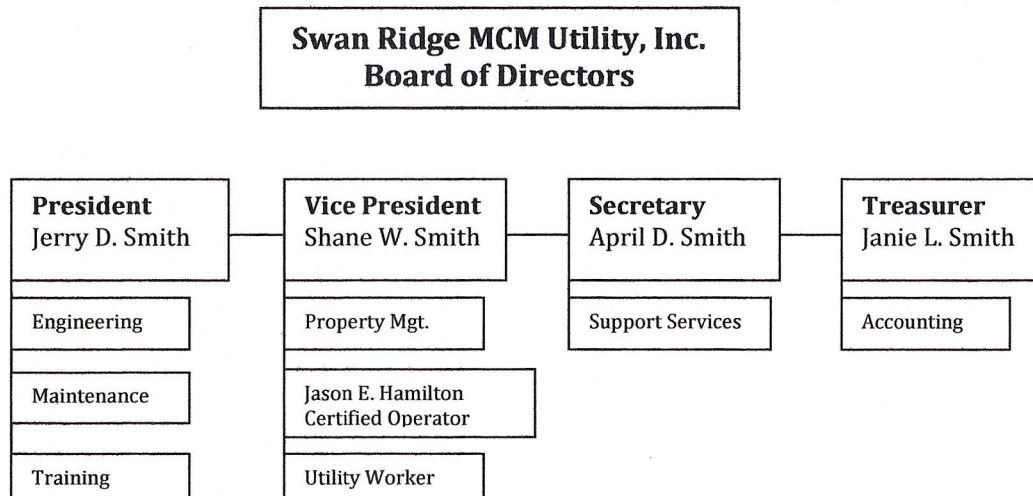 Swan Ridge MCM Utility, Inc.
Board of Directors
President
Jerry D. Smith
Vice President
Shane W. Smith
Secretary
April D. Smith
Treasurer
Janie L. Smith
Engineering
Maintenance
Training
Property Mgt.
Jason E. Hamilton
Certified Operator
Utility Worker
Support Services
Accounting